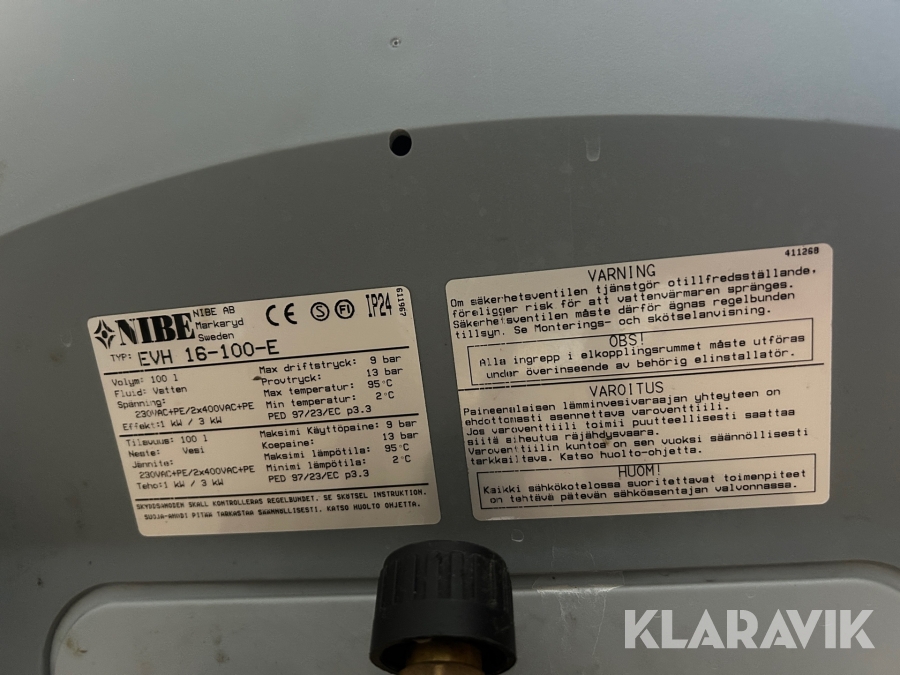 NIBE
NIBE AB
Markaryd
Sweden
CE S FI IP24
611967
TYP: EVH 16-100-E
Volym: 100 l
Fluid: Vatten
Spänning:
230VAC+PE/2x400VAC+PE
Effekt:1 kW / 3 kW
Max driftstryck: 9 bar
Provtryck: 13 bar
Max temperatur: 95°C
Min temperatur: 2°C
PED 97/23/EC p3.3
Tilavuus: 100 l
Neste: Vesi
Jännite:
230VAC+PE/2x400VAC+PE
Teho:1 kW / 3 kW
Maksimi Käyttöpaine: 9 bar
Koepaine: 13 bar
Maksimi lämpötila: 95°C
Minimi lämpötila: 2°C
PED 97/23/EC p3.3
SKYDDSANODEN SKALL KONTROLLERAS REGELBUNDET. SE SKÖTSEL INSTRUKTION.
SUOJA-ANODI PITÄÄ TARKASTAA SÄÄNNÖLLISESTI. KATSO HUOLTO OHJETTA.
411268
VARNING
Om säkerhetsventilen tjänstgör otillfredsställande,
föreligger risk för att vattenvärmaren spränges.
Säkerhetsventilen måste därför ägnas regelbunden
tillsyn. Se Monterings- och skötselanvisning.
OBS!
Alla ingrepp i elkopplingsrummet måste utföras
under överinseende av behörig elinstallatör.
VAROITUS
Paineenalaisen lämminvesivaraajan yhteyteen on
ehdottomasti asennettava varoventtiili.
Jos varoventtiili toimii puutteellisesti saattaa
siitä aiheutua räjähdysvaara.
Varoventtiilin kuntoa on sen vuoksi säännöllisesti
tarkkailtava. Katso huolto-ohjetta.
HUOM!
Kaikki sähkökotelossa suoritettavat toimenpiteet
on tehtävä pätevän sähköasentajan valvonnassa.
KLARAVIK